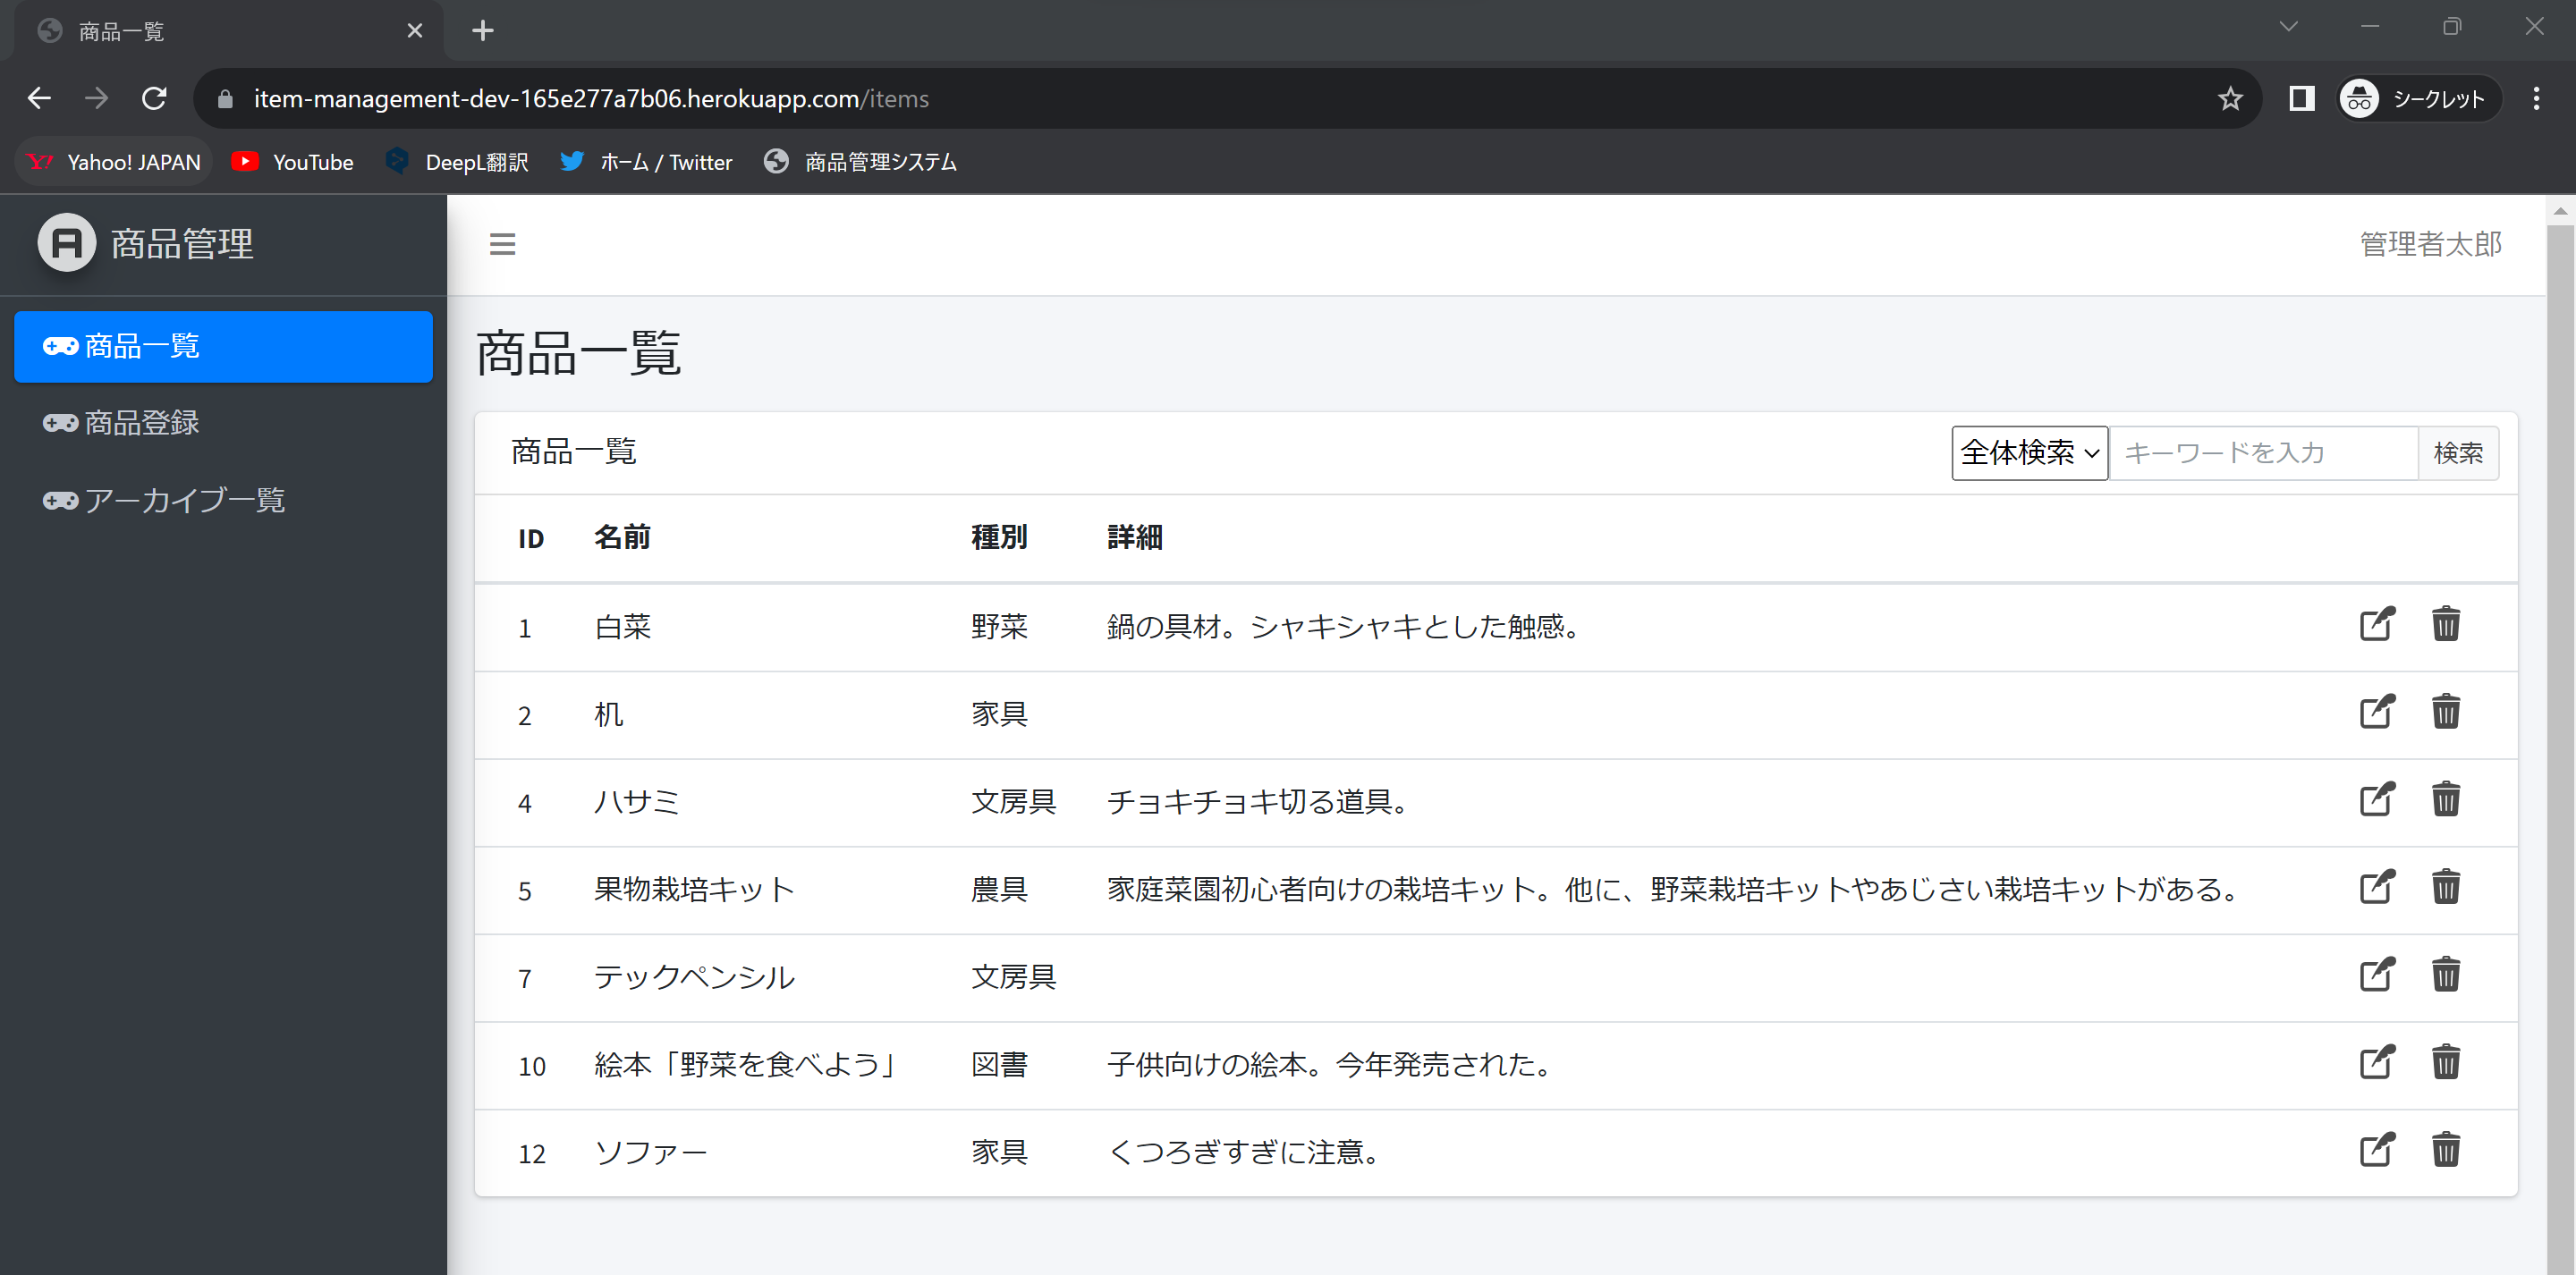 商品一覧
item-management-dev-165e277a7b06.herokuapp.com/items
シークレット
Yahoo! JAPAN YouTube DeepL翻訳 ホーム / Twitter 商品管理システム
A 商品管理
管理者太郎
商品一覧
商品登録
アーカイブ一覧
商品一覧
商品一覧 全体検索 キーワードを入力 検索
ID 名前 種別 詳細
1 白菜 野菜 鍋の具材。シャキシャキとした触感。
2 机 家具
4 ハサミ 文房具 チョキチョキ切る道具。
5 果物栽培キット 農具 家庭菜園初心者向けの栽培キット。他に、野菜栽培キットやあじさい栽培キットがある。
7 テックペンシル 文房具
10 絵本「野菜を食べよう」 図書 子供向けの絵本。今年発売された。
12 ソファー 家具 くつろぎすぎに注意。